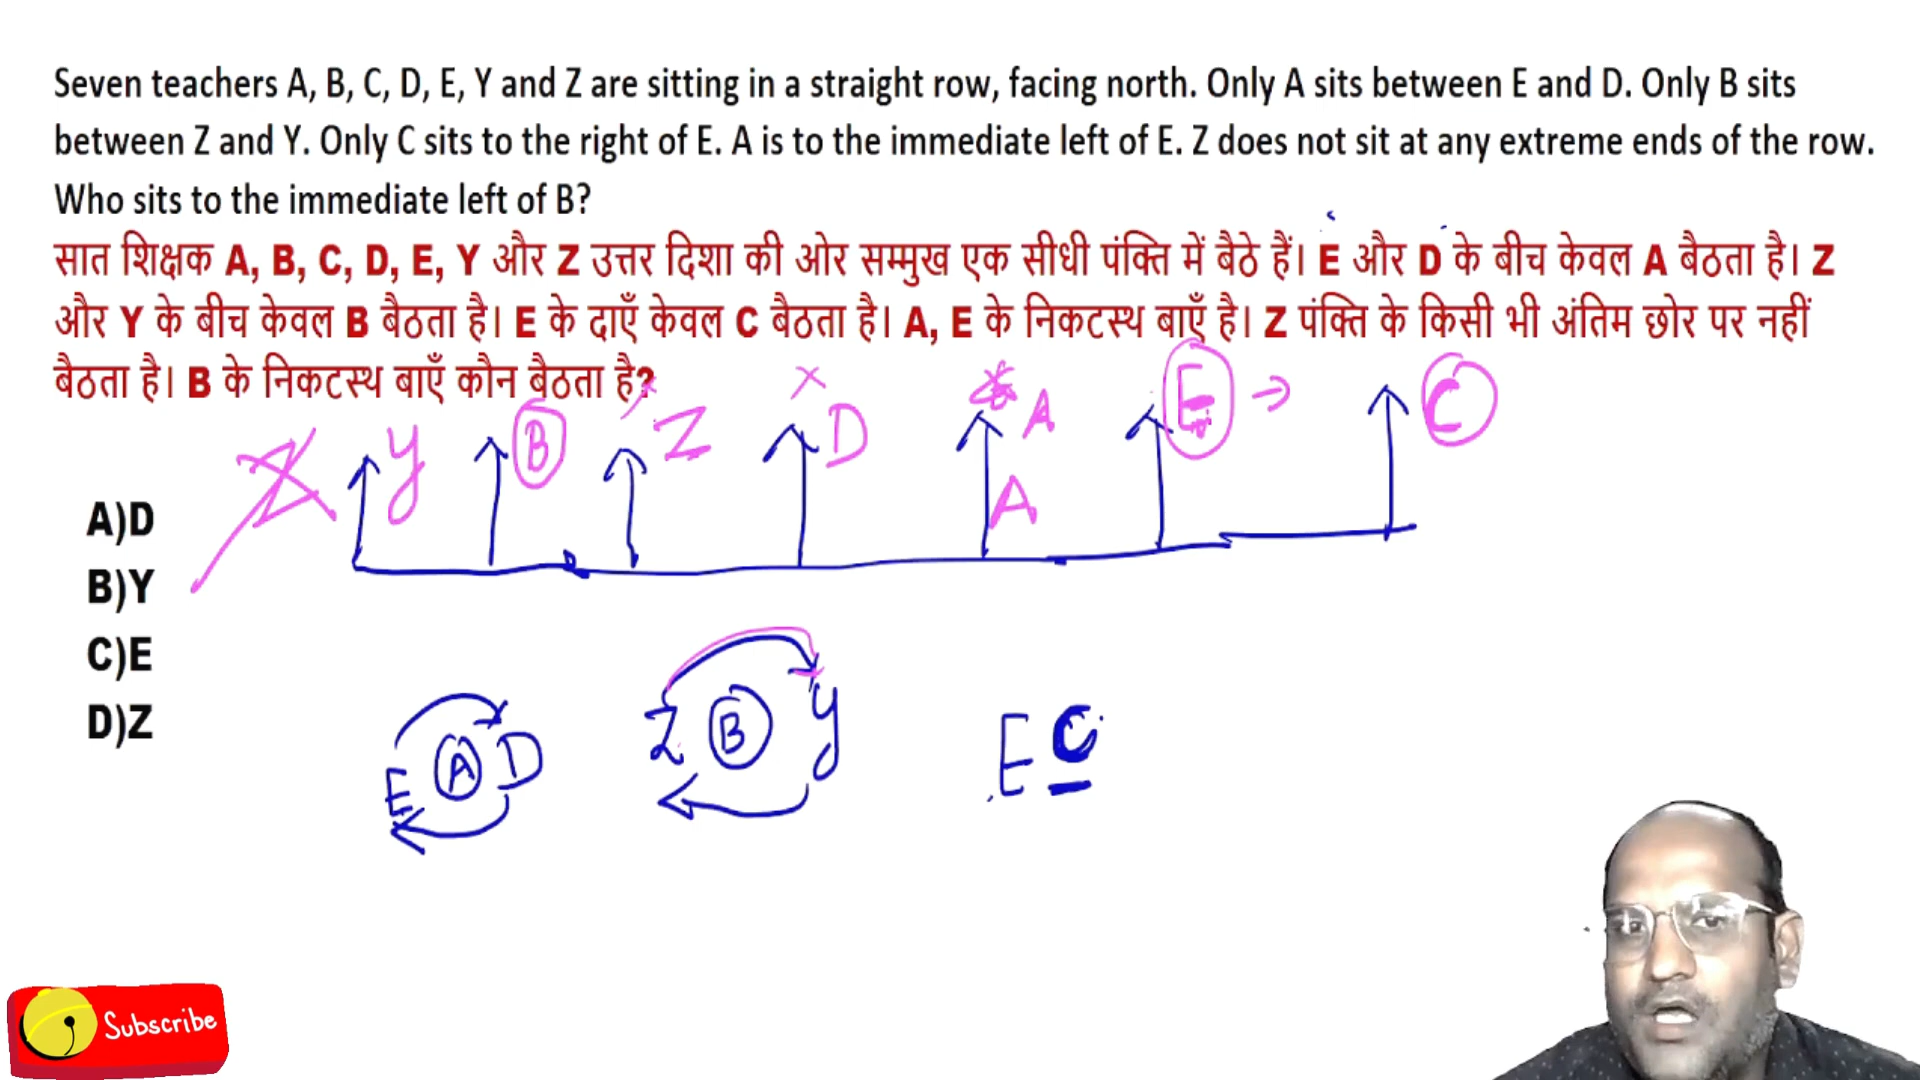 Seven teachers A, B, C, D, E, Y and Z are sitting in a straight row, facing north. Only A sits between E and D. Only B sits
between Z and Y. Only C sits to the right of E. A is to the immediate left of E. Z does not sit at any extreme ends of the row.
Who sits to the immediate left of B?
सात शिक्षक A, B, C, D, E, Y और Z उत्तर दिशा की ओर सम्मुख एक सीधी पंक्ति में बैठे हैं। E और D के बीच केवल A बैठता है। Z
और Y के बीच केवल B बैठता है। E के दाएँ केवल C बैठता है। A, E के निकटस्थ बाएँ है। Z पंक्ति के किसी भी अंतिम छोर पर नहीं
बैठता है। B के निकटस्थ बाएँ कौन बैठता है?
Z Y B Z D A E C
A
A)D
B)Y
C)E
D)Z
E A D Z B Y E C
Subscribe